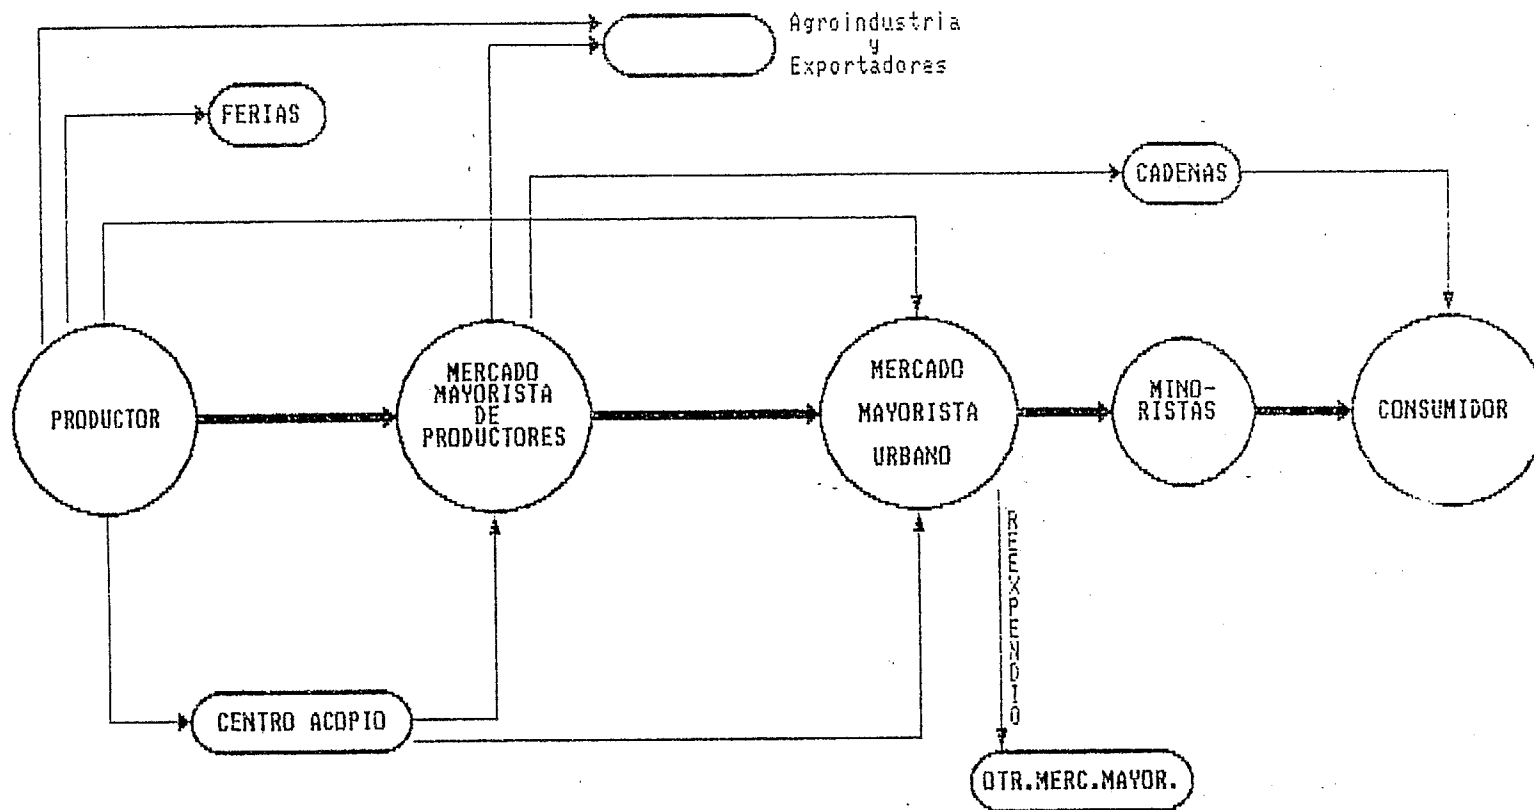 Agroindustria
y
Exportadores
FERIAS
CADENAS
PRODUCTOR
MERCADO
MAYORISTA
DE
PRODUCTORES
MERCADO
MAYORISTA
URBANO
MINO-
RISTAS
CONSUMIDOR
REEXPENDIO
CENTRO ACOPIO
OTR.MERC.MAYOR.